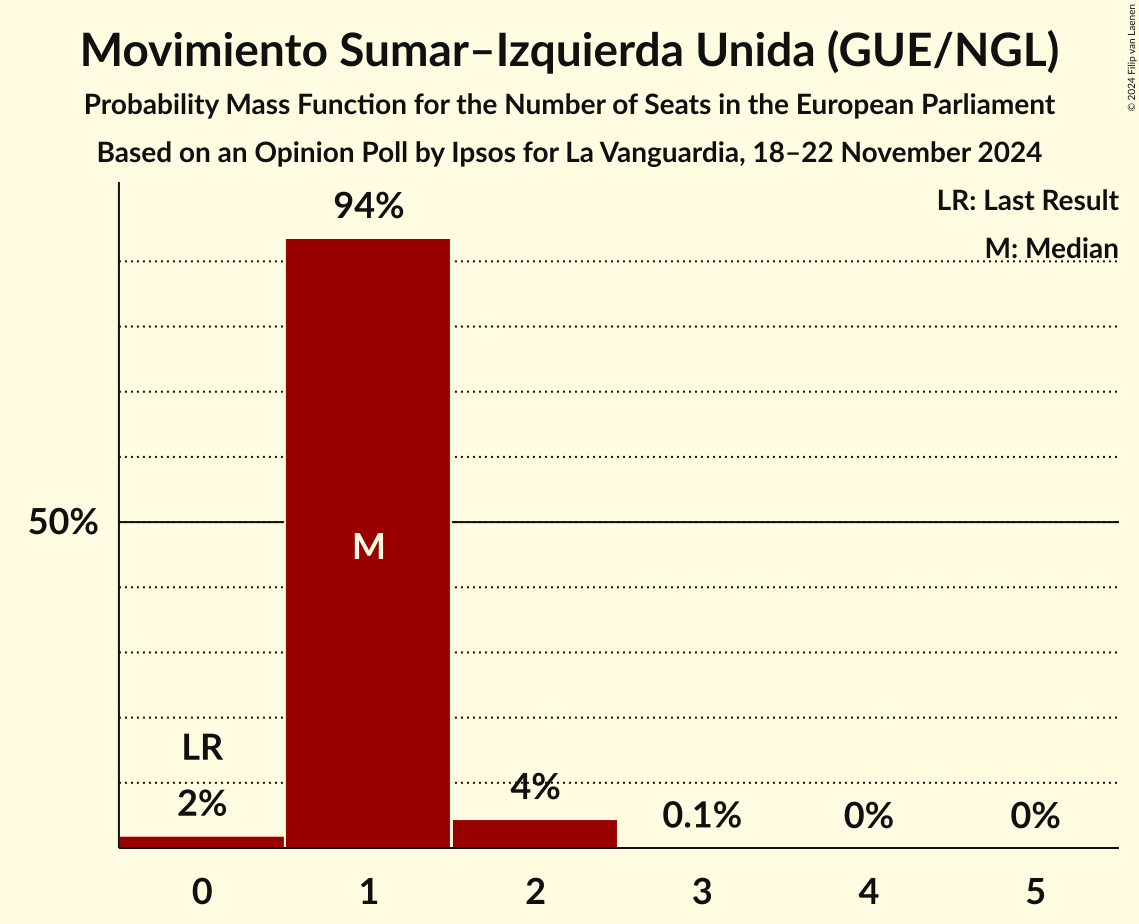 Movimiento Sumar–Izquierda Unida (GUE/NGL)
Probability Mass Function for the Number of Seats in the European Parliament
Based on an Opinion Poll by Ipsos for La Vanguardia, 18–22 November 2024
© 2024 Filip van Laenen
LR: Last Result
M: Median
94%
50%
M
LR
2%
4%
0.1%
0%
0%
0 1 2 3 4 5